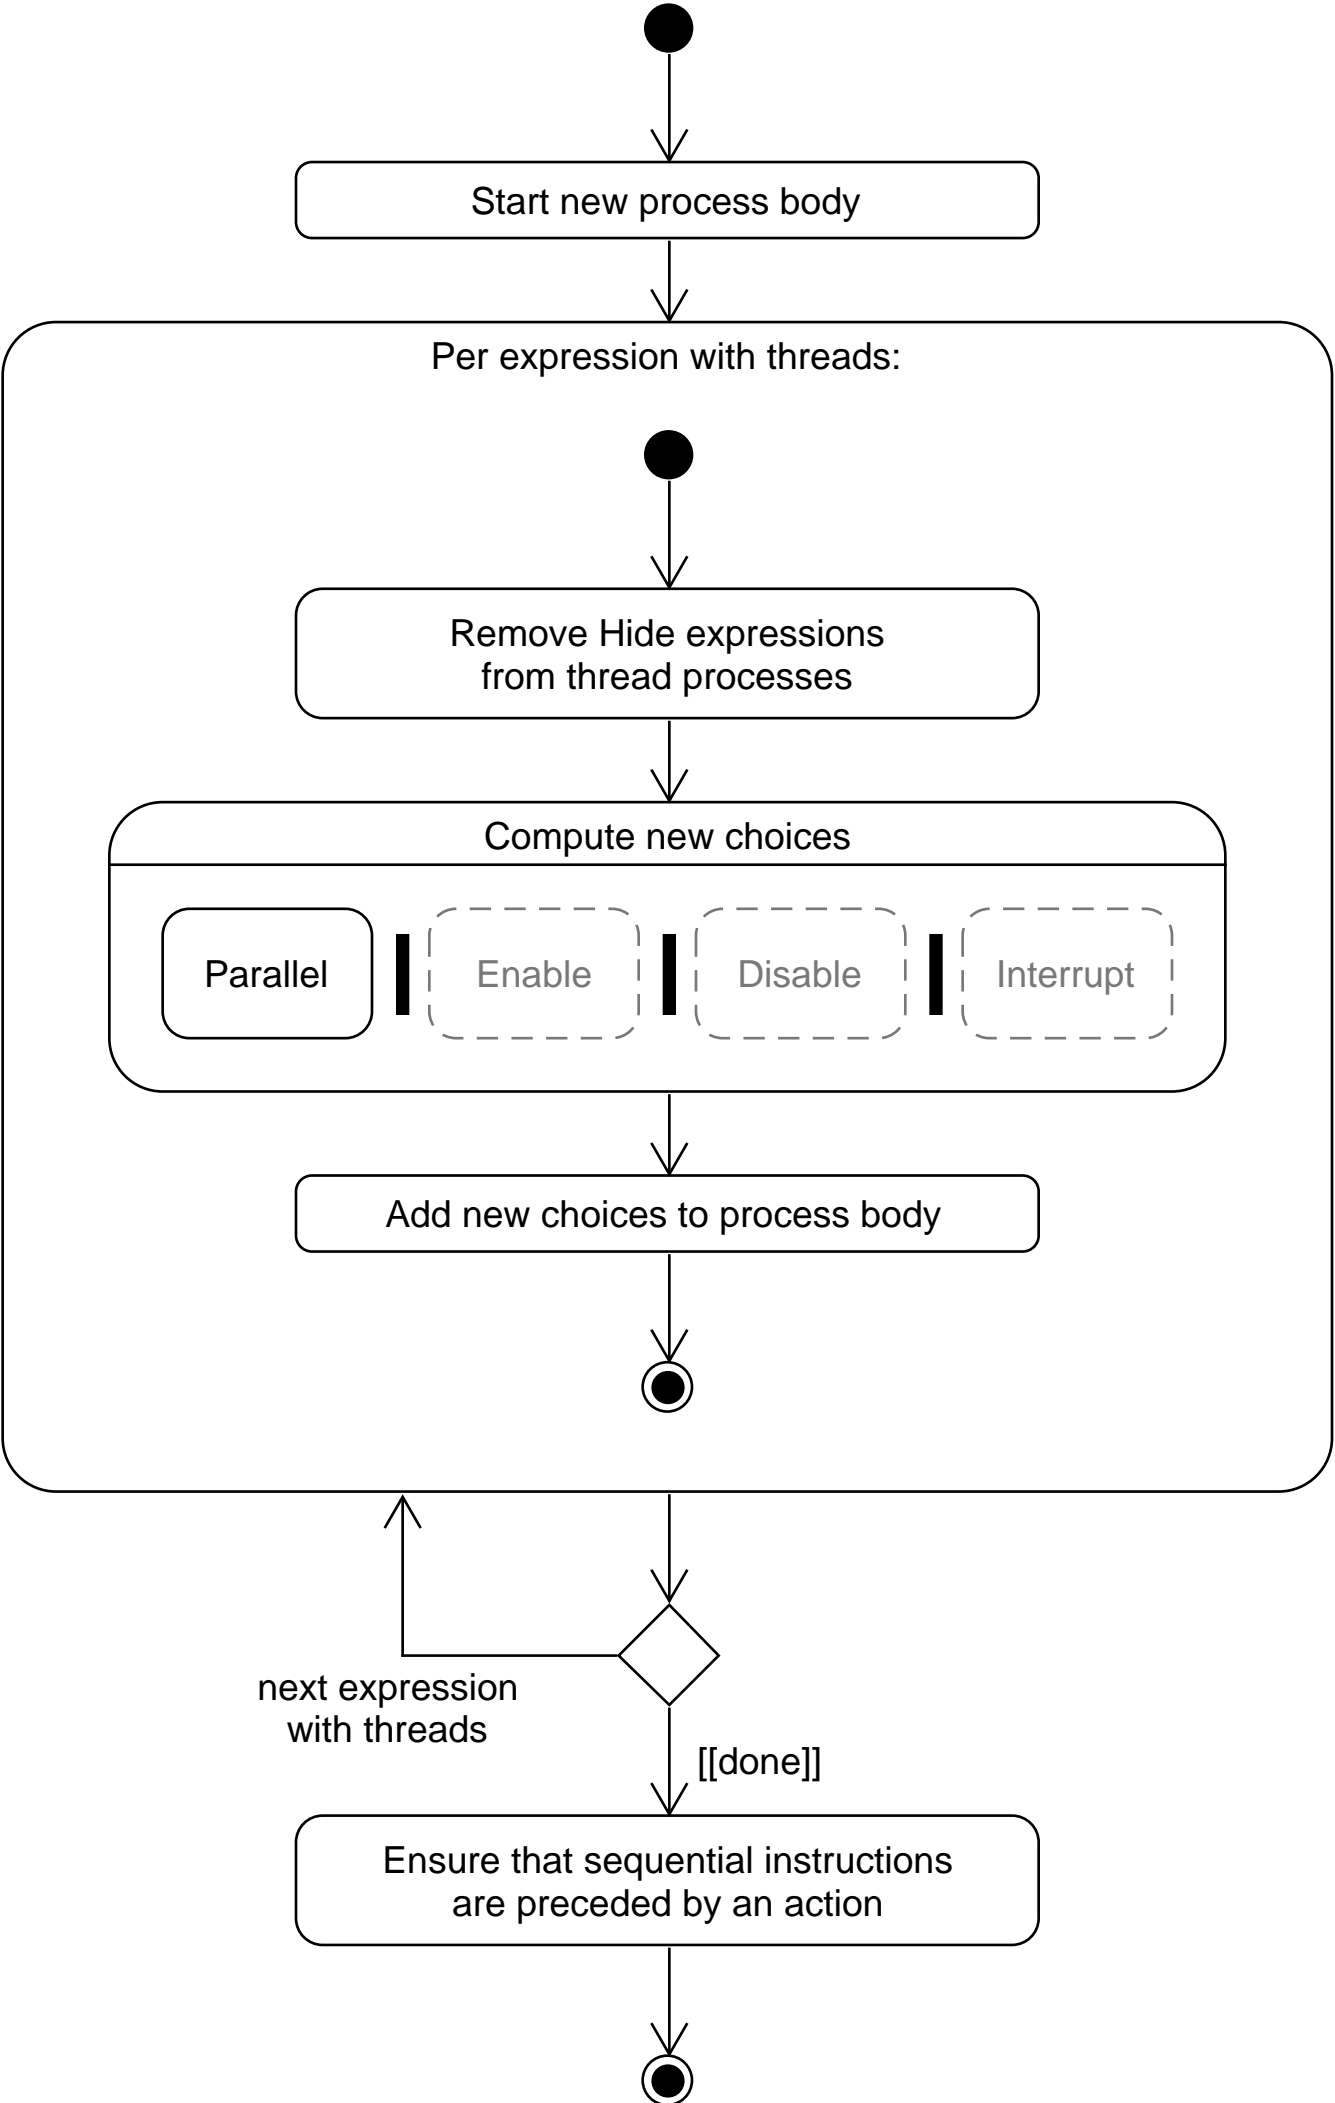 Start new process body
Per expression with threads:
Remove Hide expressions
from thread processes
Compute new choices
Parallel
Enable
Disable
Interrupt
Add new choices to process body
next expression
with threads
[[done]]
Ensure that sequential instructions
are preceded by an action